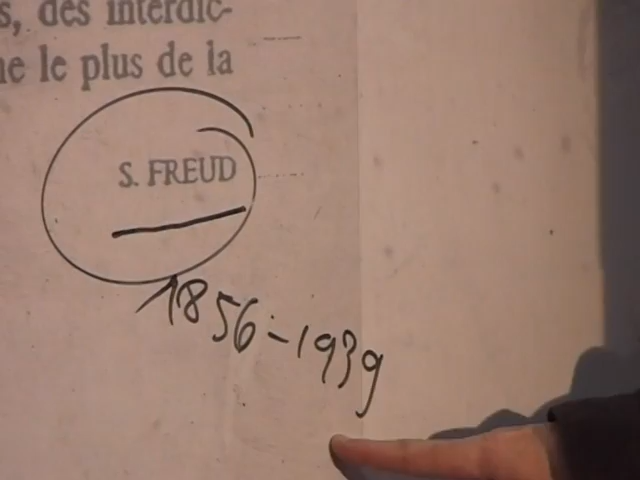 s, des interdic-
ne le plus de la
S. FREUD
1856-1939